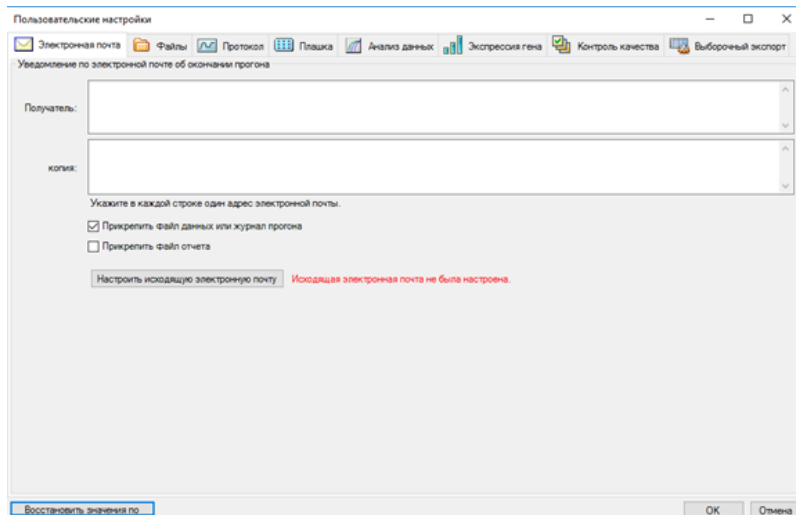 Пользовательские настройки
Электронная почта Файлы Протокол Плашка Анализ данных Экспрессия гена Контроль качества Выборочный экспорт
Уведомление по электронной почте об окончании прогона
Получатель:
копия:
Укажите в каждой строке один адрес электронной почты.
Прикрепить файл данных или журнал прогона
Прикрепить файл отчета
Настроить исходящую электронную почту Исходящая электронная почта не была настроена.
Восстановить значения по OK Отмена